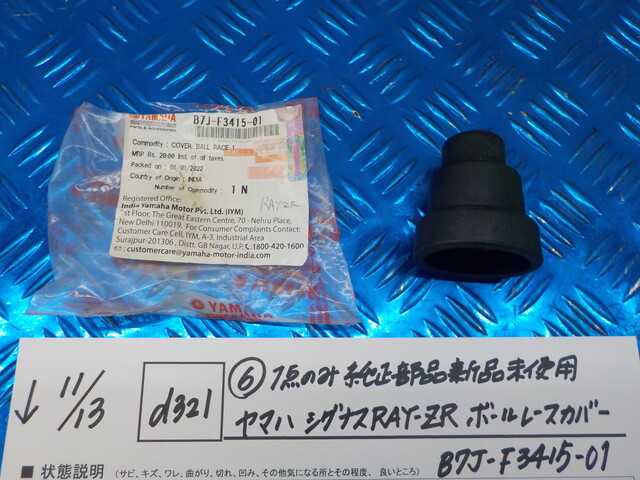 YAMAHA
Parts & Accessories
B7J-F3415-01
Commodity : COVER, BALL RACE 1
MRP Rs. 20:00 Incl. of all taxes.
Packed on : 06/01/2022
Country of Origin : INDIA
Number of Commodity : 1 N
RAYZR
Registered Office:
India Yamaha Motor Pvt. Ltd. (IYM)
1st Floor, The Great Eastern Centre, 70 - Nehru Place,
New Delhi 110019. For Consumer Complaints Contact:
Customer Care Cell, IYM, A-3, Industrial Area
Surajpur-201306, Distt. GB Nagar, U.P. 1800-420-1600
customercare@yamaha-motor-india.com
YAMAHA
↓ 11/13 d321
⑥ 1点のみ 純正部品新品未使用
ヤマハ シグナスRAY-ZR ボールレースカバー
B7J-F3415-01
■ 状態説明 (サビ、キズ、ワレ、曲がり、切れ、凹み、その他気になる所とその程度、良いところ)